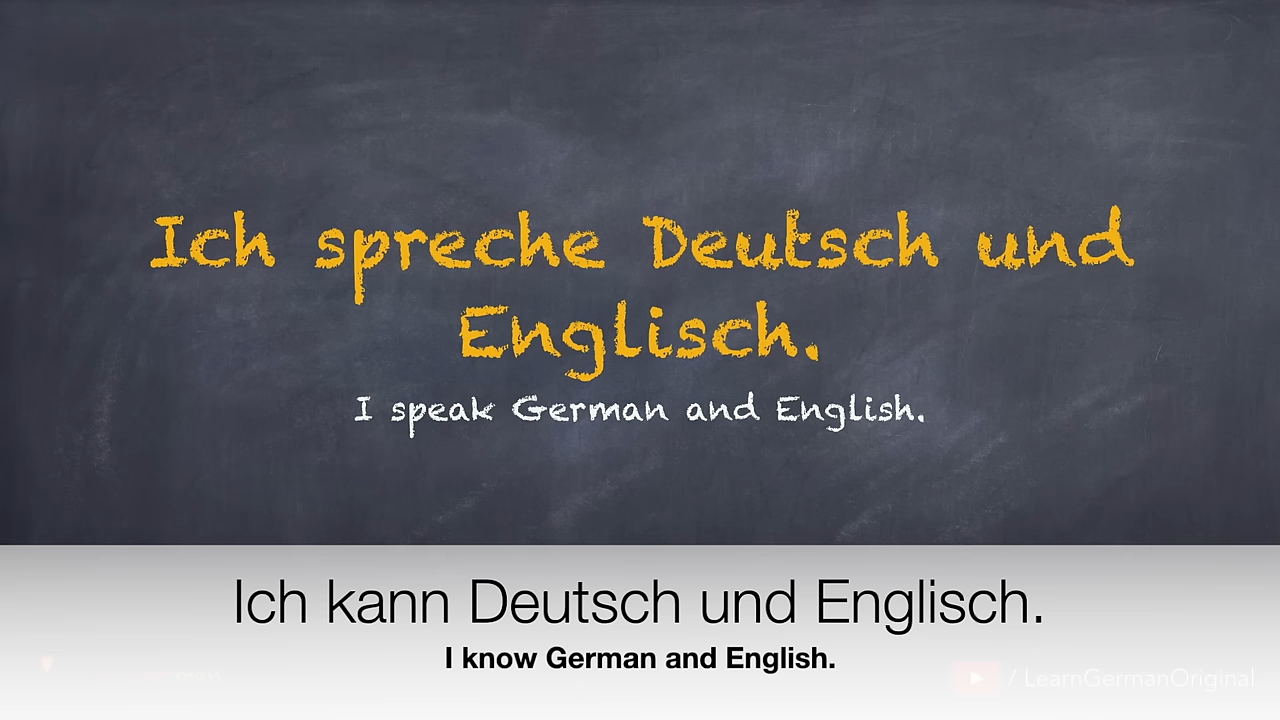 Ich spreche Deutsch und
Englisch.
I speak German and English.
Ich kann Deutsch und Englisch.
I know German and English.
/ LearnGermanOriginal